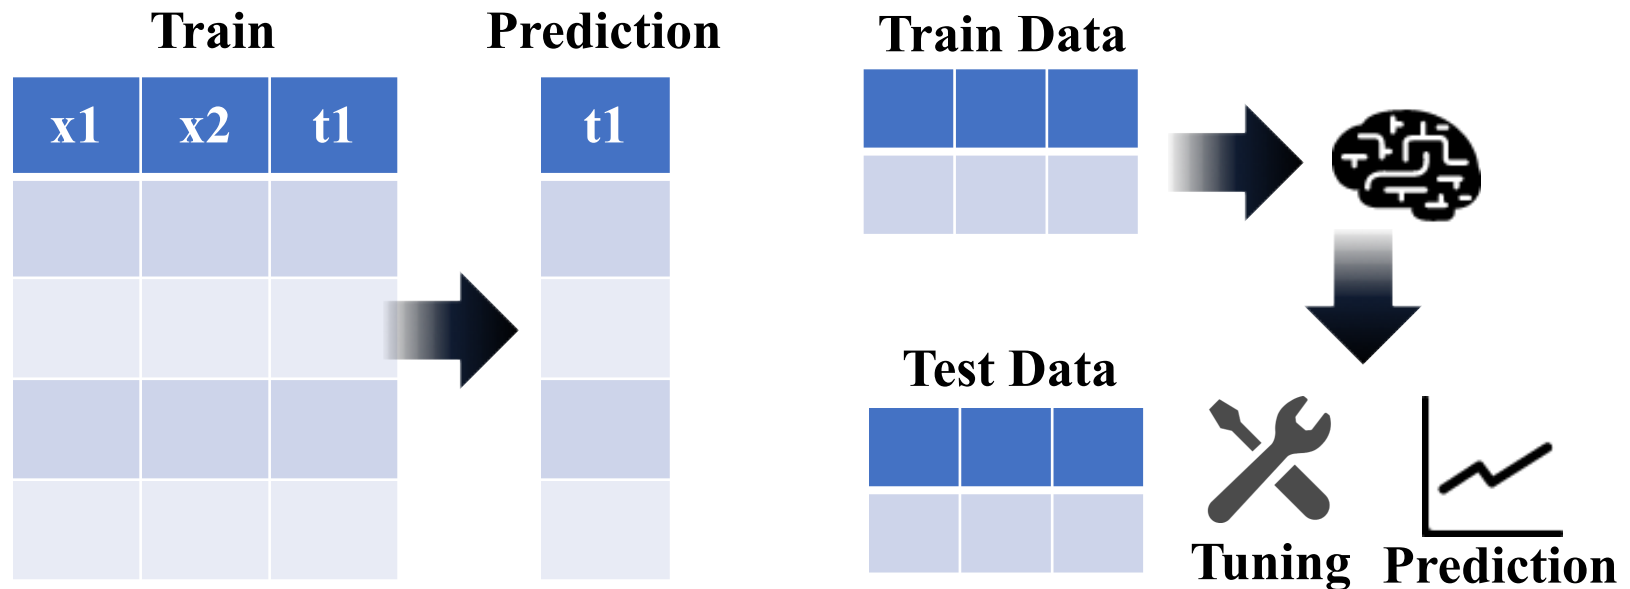 Train
Prediction
x1
x2
t1
t1
Train Data
Test Data
Tuning
Prediction